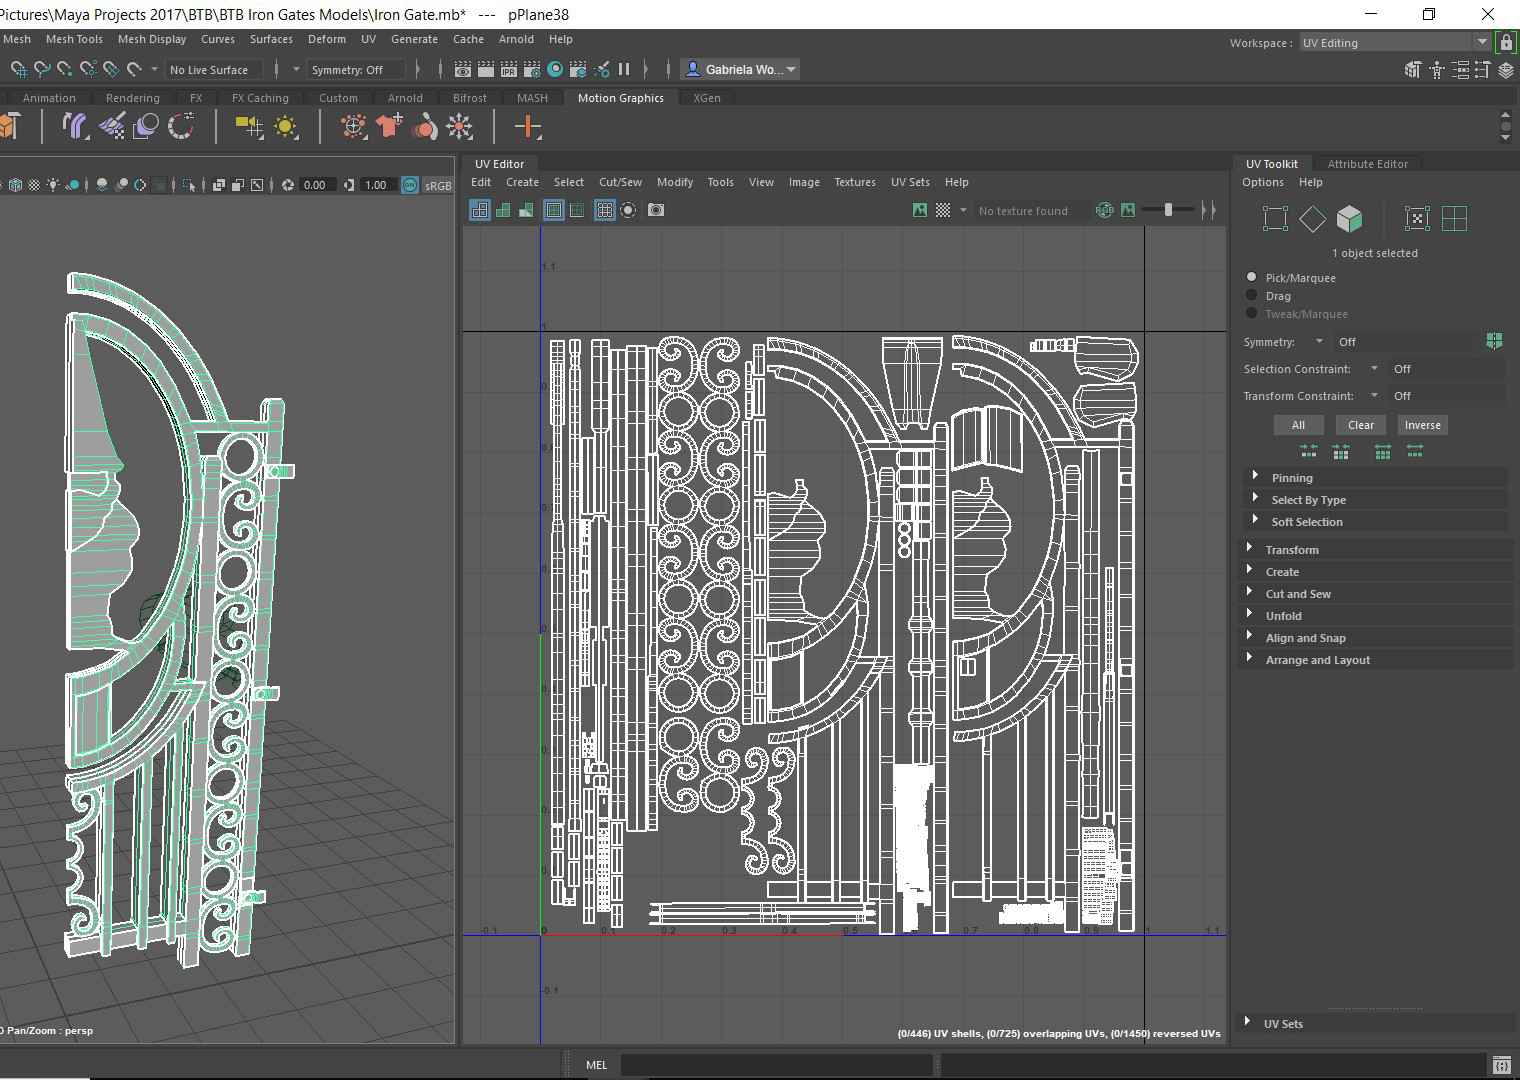 Pictures\Maya Projects 2017\BTB\BTB Iron Gates Models\Iron Gate.mb* --- pPlane38
Mesh Mesh Tools Mesh Display Curves Surfaces Deform UV Generate Cache Arnold Help
Workspace : UV Editing
No Live Surface Symmetry: Off IPR Gabriela Wo...
Animation Rendering FX FX Caching Custom Arnold Bifrost MASH Motion Graphics XGen
UV Editor
UV Toolkit Attribute Editor
Edit Create Select Cut/Sew Modify Tools View Image Textures UV Sets Help
Options Help
0.00 1.00 ON sRGB
No texture found RGB
1 object selected
Pick/Marquee
Drag
Tweak/Marquee
Symmetry: Off
Selection Constraint: Off
Transform Constraint: Off
All Clear Inverse
Pinning
Select By Type
Soft Selection
Transform
Create
Cut and Sew
Unfold
Align and Snap
Arrange and Layout
1.1
1
-0.1 0 0.1 0.2 0.3 0.4 0.5 0.7 0.8 0.9 1 1.1
-0.1
Pan/Zoom : persp
(0/446) UV shells, (0/725) overlapping UVs, (0/1450) reversed UVs
UV Sets
MEL